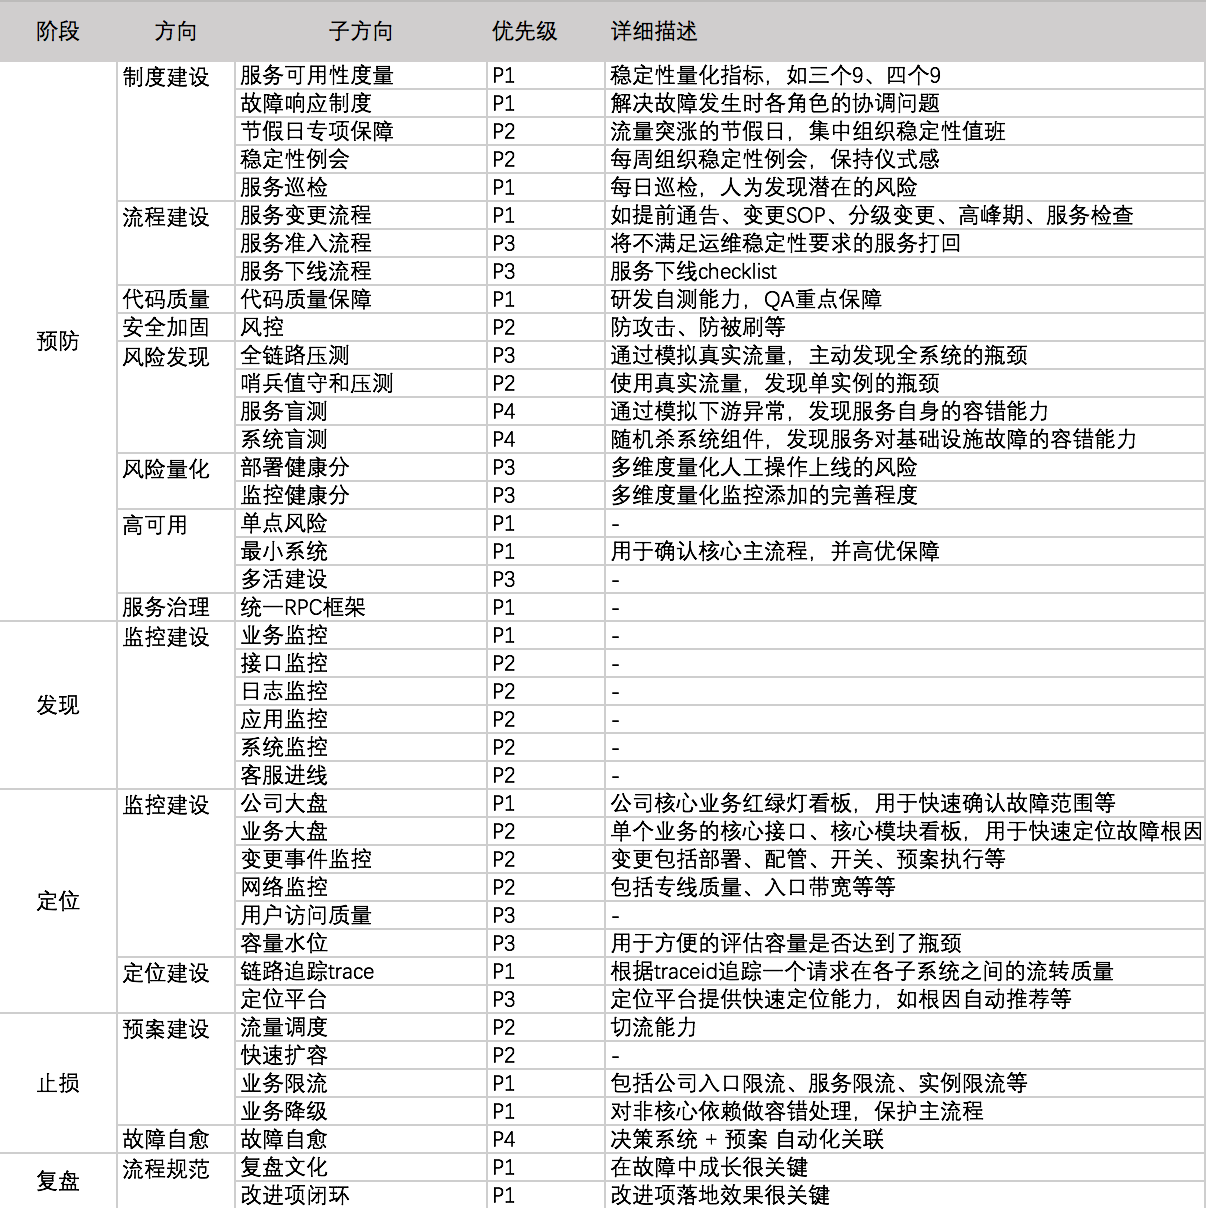 阶段 方向 子方向 优先级 详细描述
制度建设 服务可用性度量 P1 稳定性量化指标，如三个9、四个9
故障响应制度 P1 解决故障发生时各角色的协调问题
节假日专项保障 P2 流量突涨的节假日，集中组织稳定性值班
稳定性例会 P2 每周组织稳定性例会，保持仪式感
服务巡检 P1 每日巡检，人为发现潜在的风险
流程建设 服务变更流程 P1 如提前通告、变更SOP、分级变更、高峰期、服务检查
服务准入流程 P3 将不满足运维稳定性要求的服务打回
服务下线流程 P3 服务下线checklist
代码质量 代码质量保障 P1 研发自测能力，QA重点保障
安全加固 风控 P2 防攻击、防被刷等
预防
风险发现 全链路压测 P3 通过模拟真实流量，主动发现全系统的瓶颈
哨兵值守和压测 P2 使用真实流量，发现单实例的瓶颈
服务盲测 P4 通过模拟下游异常，发现服务自身的容错能力
系统盲测 P4 随机杀系统组件，发现服务对基础设施故障的容错能力
风险量化 部署健康分 P3 多维度量化人工操作上线的风险
监控健康分 P3 多维度量化监控添加的完善程度
高可用 单点风险 P1 -
最小系统 P1 用于确认核心主流程，并高优保障
多活建设 P3 -
服务治理 统一RPC框架 P1 -
监控建设 业务监控 P1 -
接口监控 P2 -
日志监控 P2 -
发现
应用监控 P2 -
系统监控 P2 -
客服进线 P2 -
监控建设 公司大盘 P1 公司核心业务红绿灯看板，用于快速确认故障范围等
业务大盘 P2 单个业务的核心接口、核心模块看板，用于快速定位故障根因
变更事件监控 P2 变更包括部署、配管、开关、预案执行等
网络监控 P2 包括专线质量、入口带宽等等
定位
用户访问质量 P3 -
容量水位 P3 用于方便的评估容量是否达到了瓶颈
定位建设 链路追踪trace P1 根据traceid追踪一个请求在各子系统之间的流转质量
定位平台 P3 定位平台提供快速定位能力，如根因自动推荐等
预案建设 流量调度 P2 切流能力
快速扩容 P2 -
止损 业务限流 P1 包括公司入口限流、服务限流、实例限流等
业务降级 P1 对非核心依赖做容错处理，保护主流程
故障自愈 故障自愈 P4 决策系统 + 预案 自动化关联
流程规范 复盘文化 P1 在故障中成长很关键
复盘
改进项闭环 P1 改进项落地效果很关键